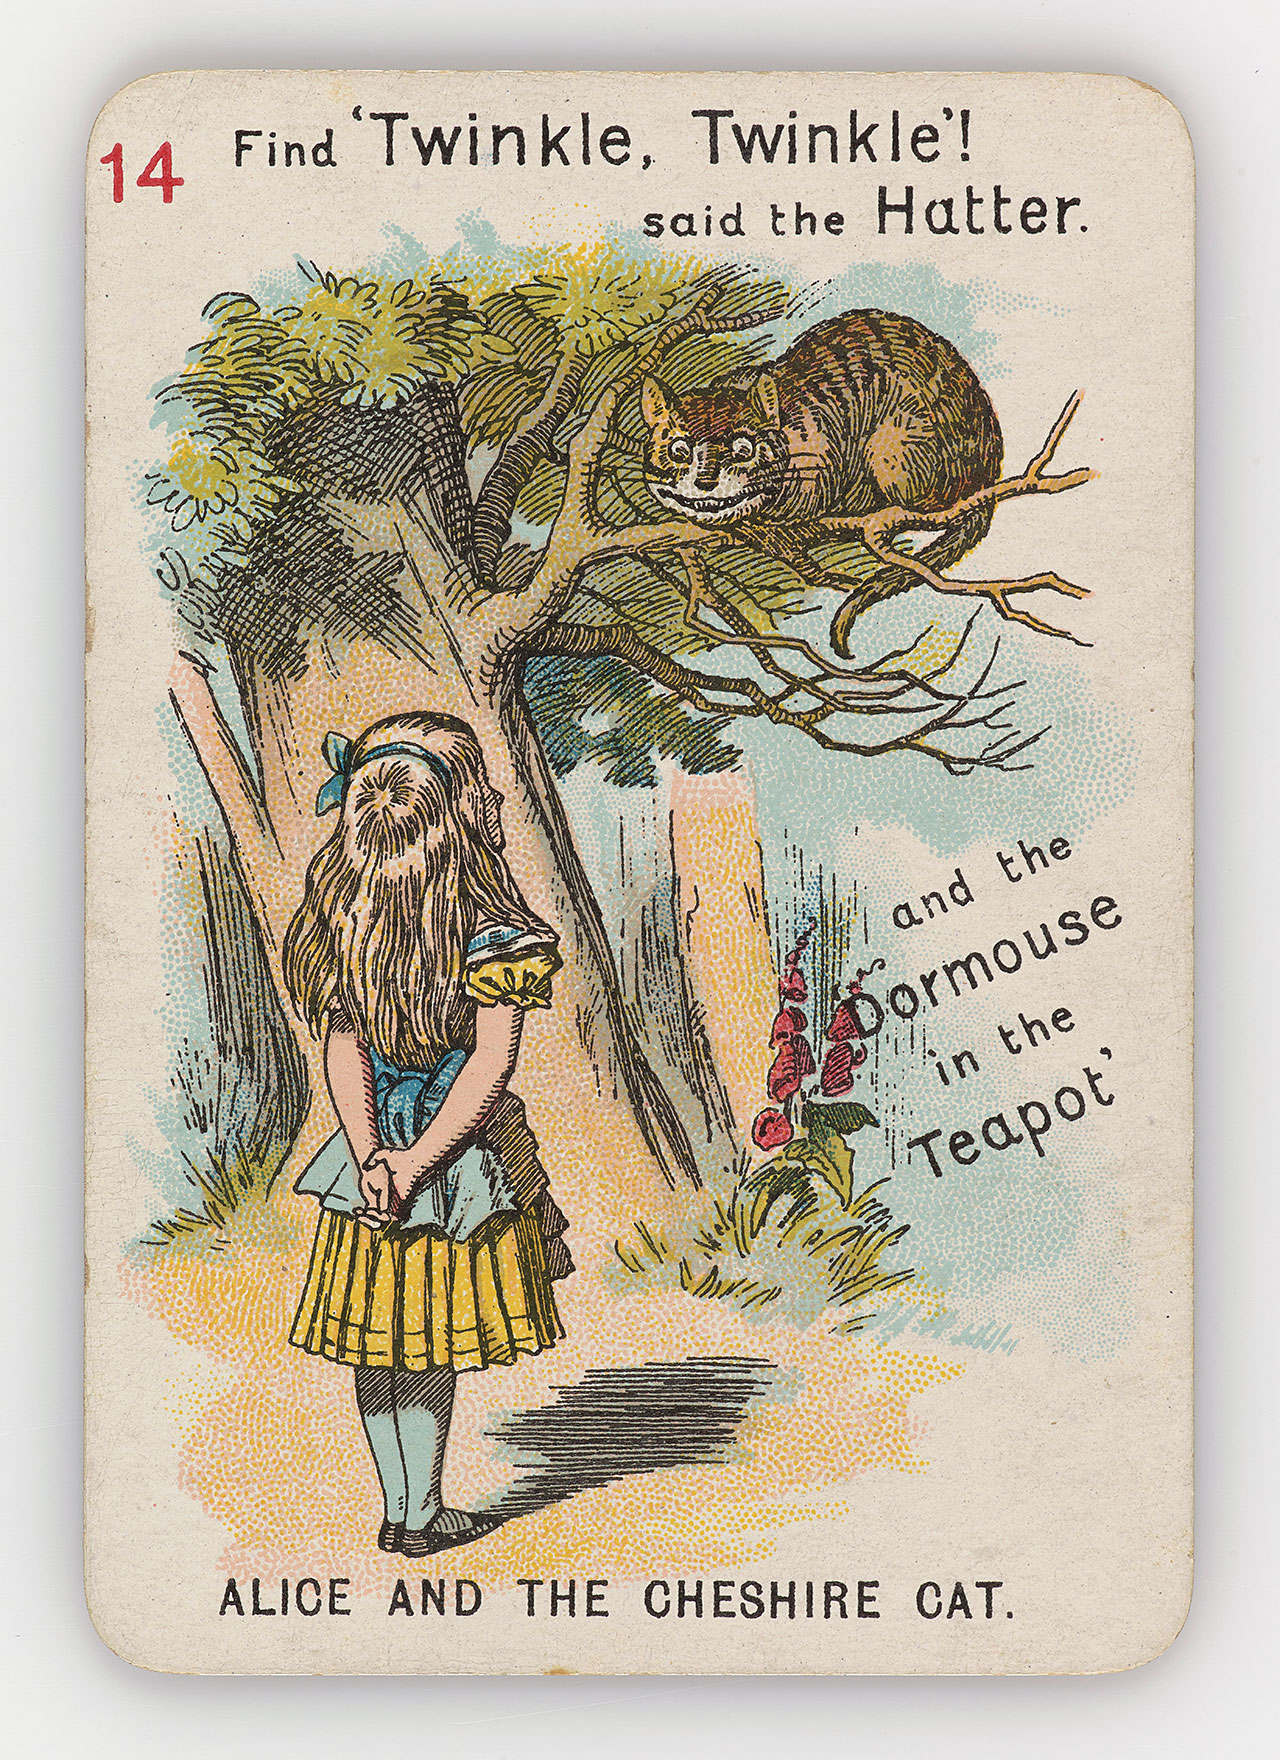 14
Find ‘Twinkle, Twinkle’!
said the Hatter.
and the
Dormouse
in the
Teapot’
ALICE AND THE CHESHIRE CAT.